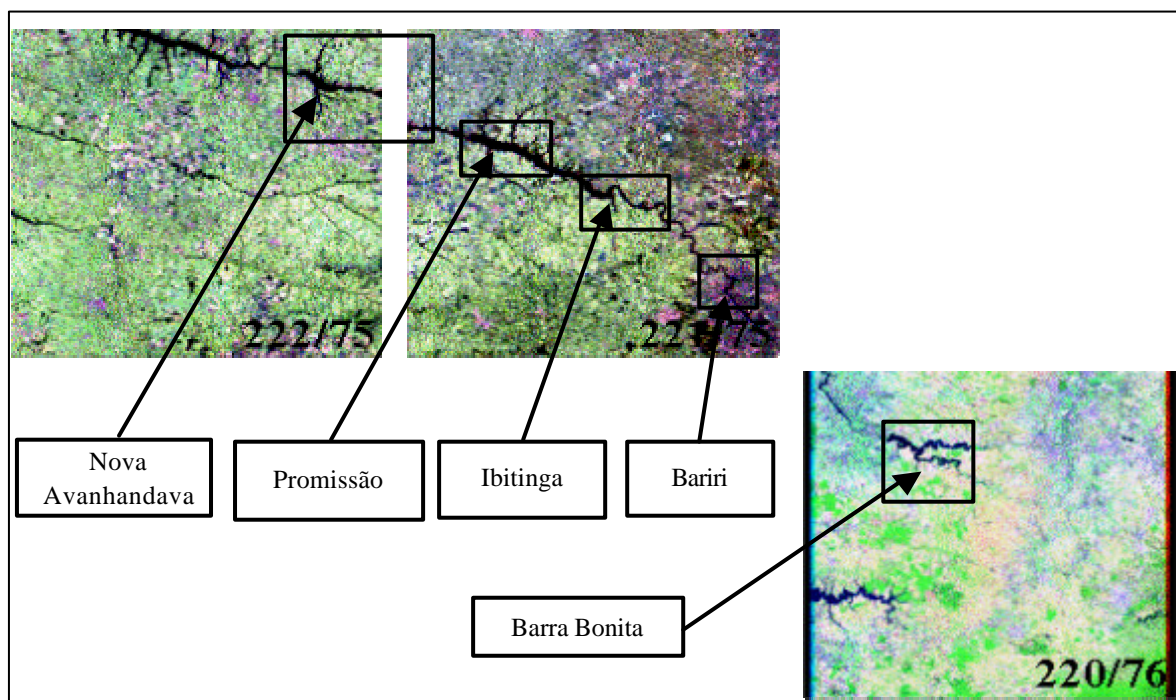 222/75
221/75
Nova
Avanhandava
Promissão
Ibitinga
Bariri
Barra Bonita
220/76